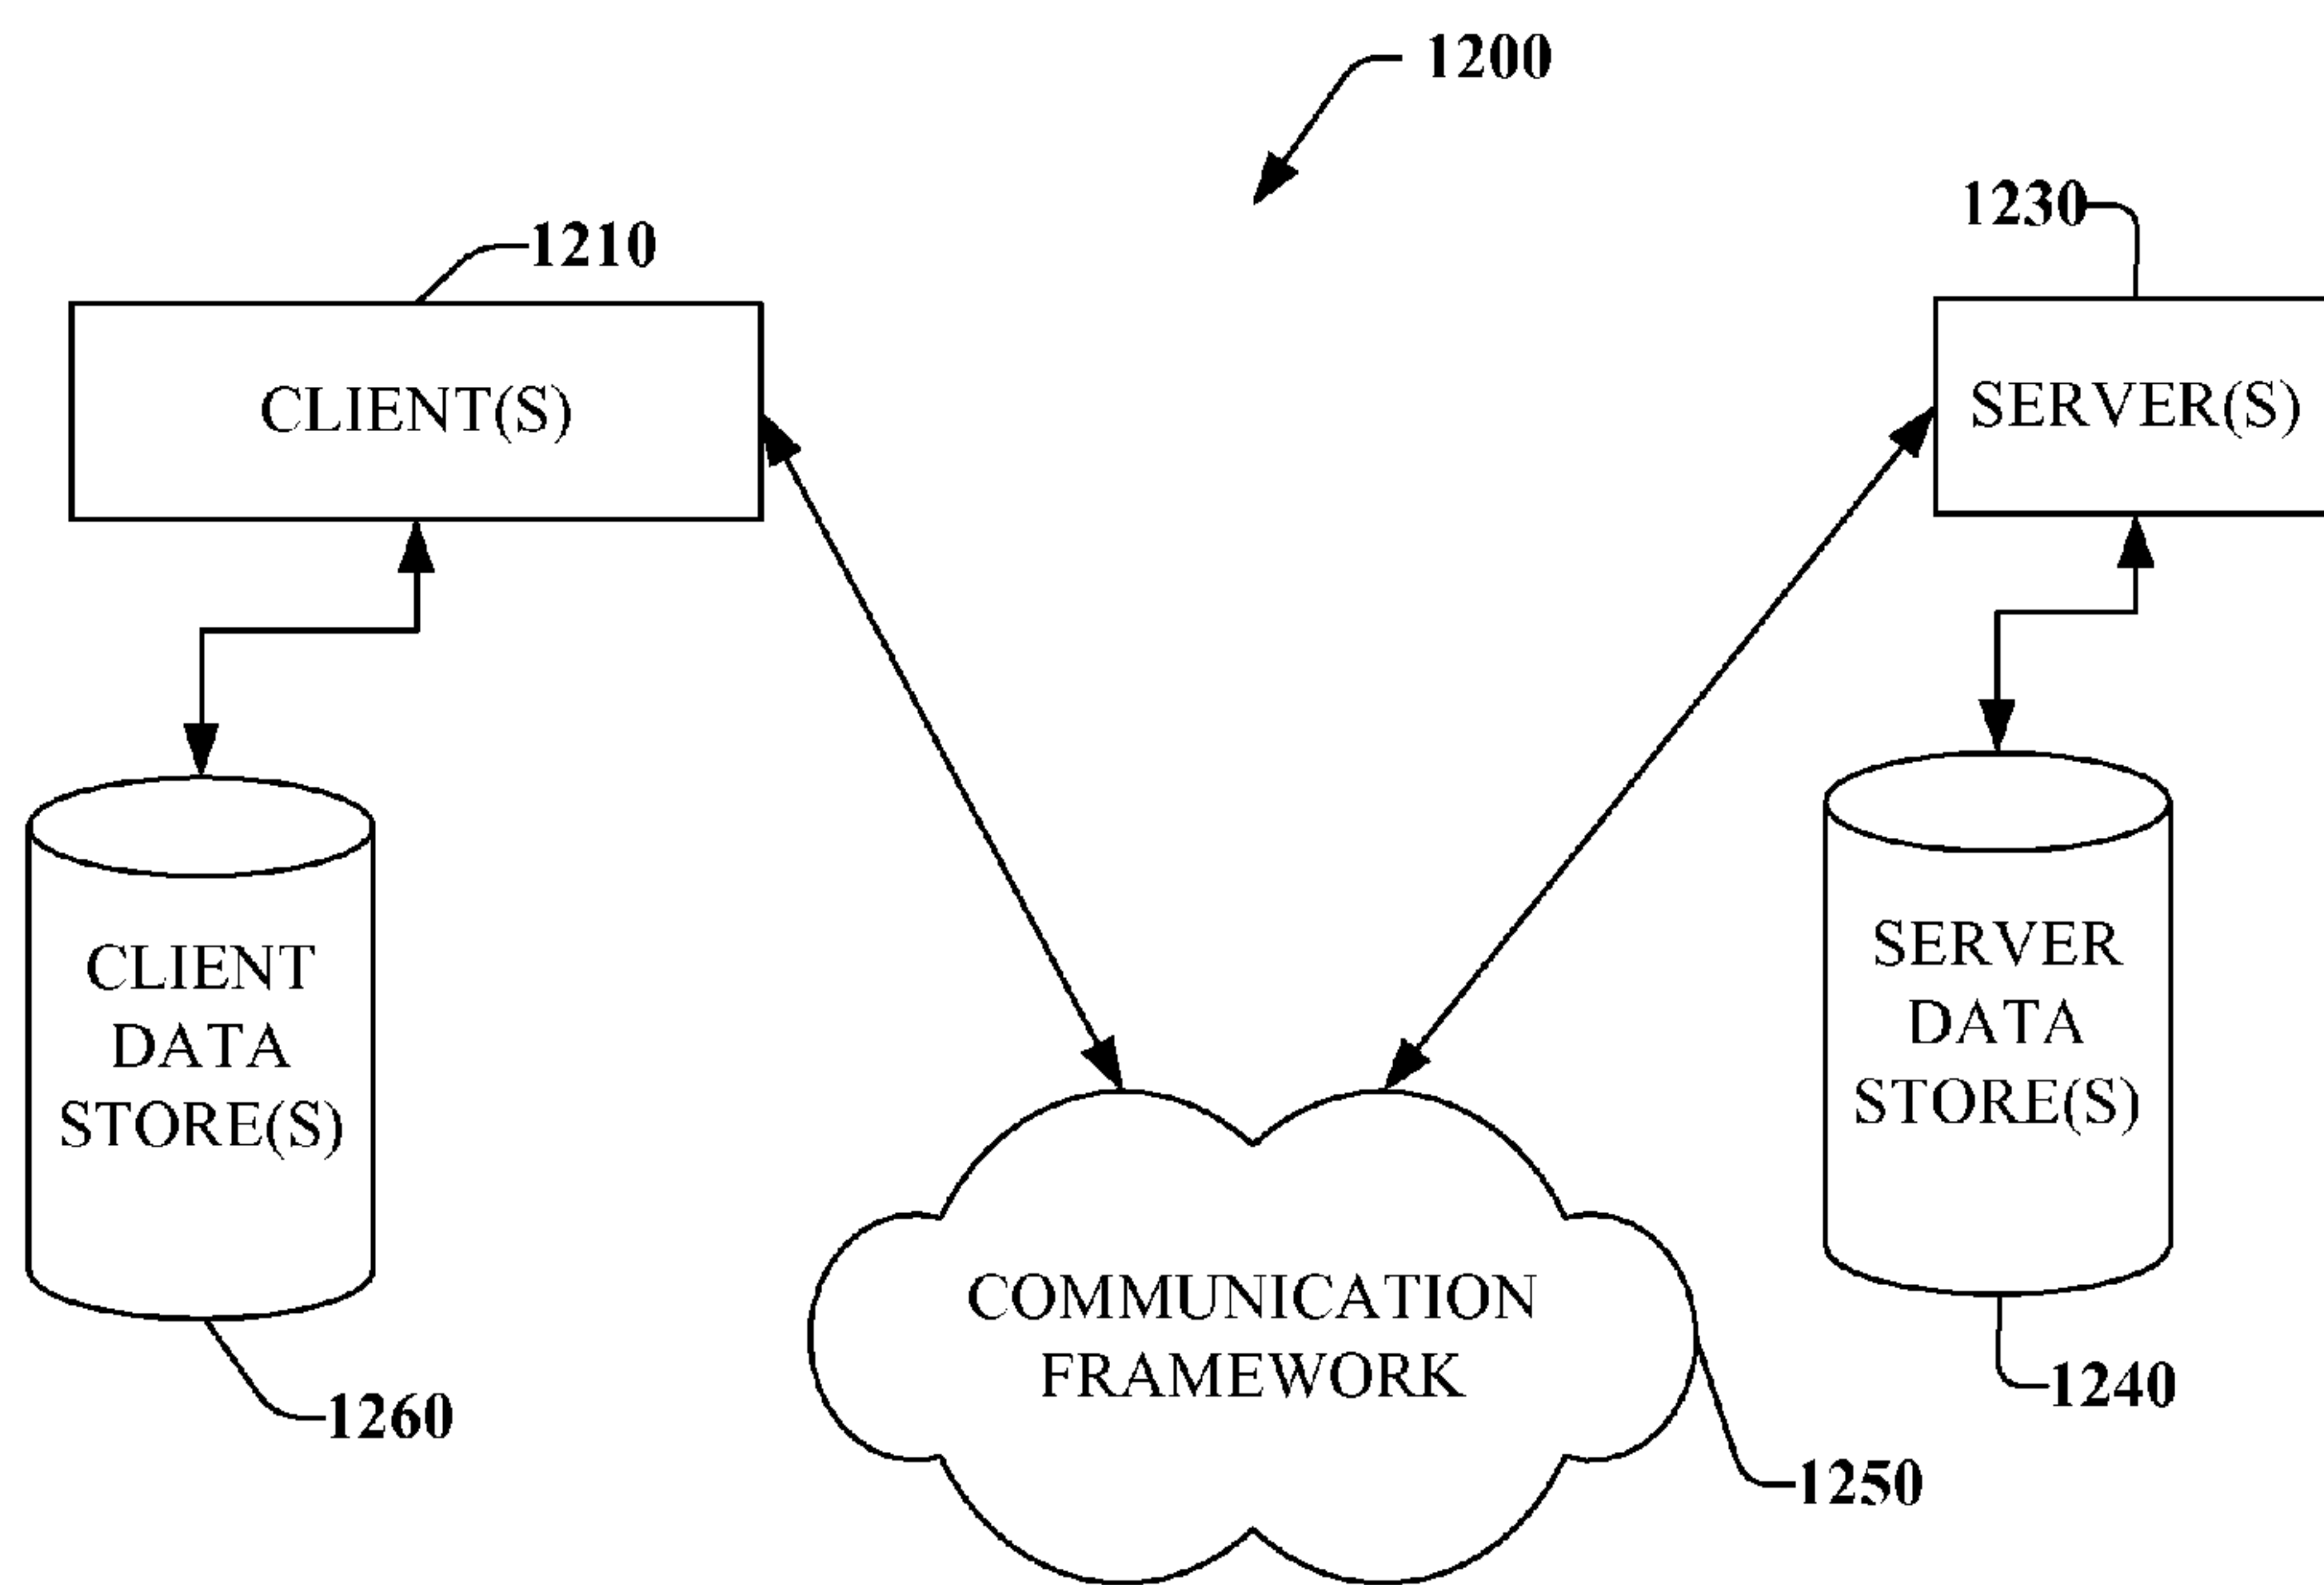 1200
1210
1230
CLIENT(S)
SERVER(S)
CLIENT
DATA
STORE(S)
SERVER
DATA
STORE(S)
COMMUNICATION
FRAMEWORK
1260
1240
1250